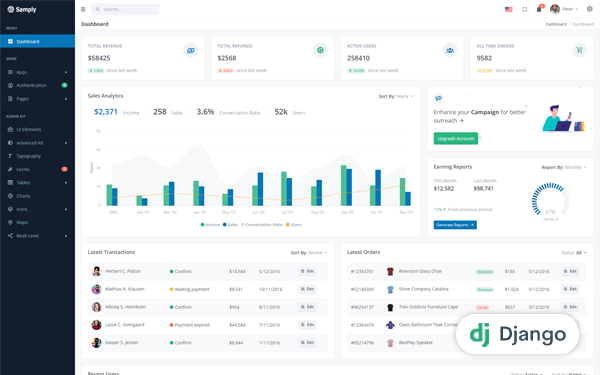 Samply
Search...
Peter
MENU
Dashboard
MORE
Apps
Authentication
Pages
ADMIN KIT
UI Elements
Advanced Kit
Typography
Forms
Tables
Charts
Icons
Maps
Multi Level
Dashboard
Dashboard
Dashboard
TOTAL REVENUE
$58425
since last week
TOTAL REFUNDS
$2568
since last week
ACTIVE USERS
258410
since last week
ALL TIME ORDERS
9582
since last week
Sales Analytics
Sort By: Yearly
$2,371 Income
258 Sales
3.6% Conversation Ratio
52k Users
Income Sales Conversation Ratio Users
Enhance your Campaign for better
outreach →
Upgrade Account!
Earning Reports
Report By: Monthly
This Month
Last Month
$12,582
$98,741
From previous period
Generate Reports
Latest Transactions
Sort By: Recent
Herbert C. Patton Confirm $14,584 5/12/2016 Edit
Mathias N. Klausen Waiting payment $8,541 10/11/2016 Edit
Nikolaj S. Henriksen Confirm $954 8/11/2016 Edit
Lasse C. Overgaard Payment expired $44,584 7/11/2016 Edit
Kasper S. Jessen Confirm $8,844 1/11/2016 Edit
Latest Orders
Status: All
#12354781 Riverston Glass Chair Delivered $185 5/12/2016 Edit
#52140300 Shine Company Catalina Delivered $1,024 5/12/2016 Edit
#96254137 Trex Outdoor Furniture Cape $657 5/12/2016 Edit
#12365474 Oasis Bathroom Teak Corner
#85214796 BeoPlay Speaker
dj Django
Recent Users